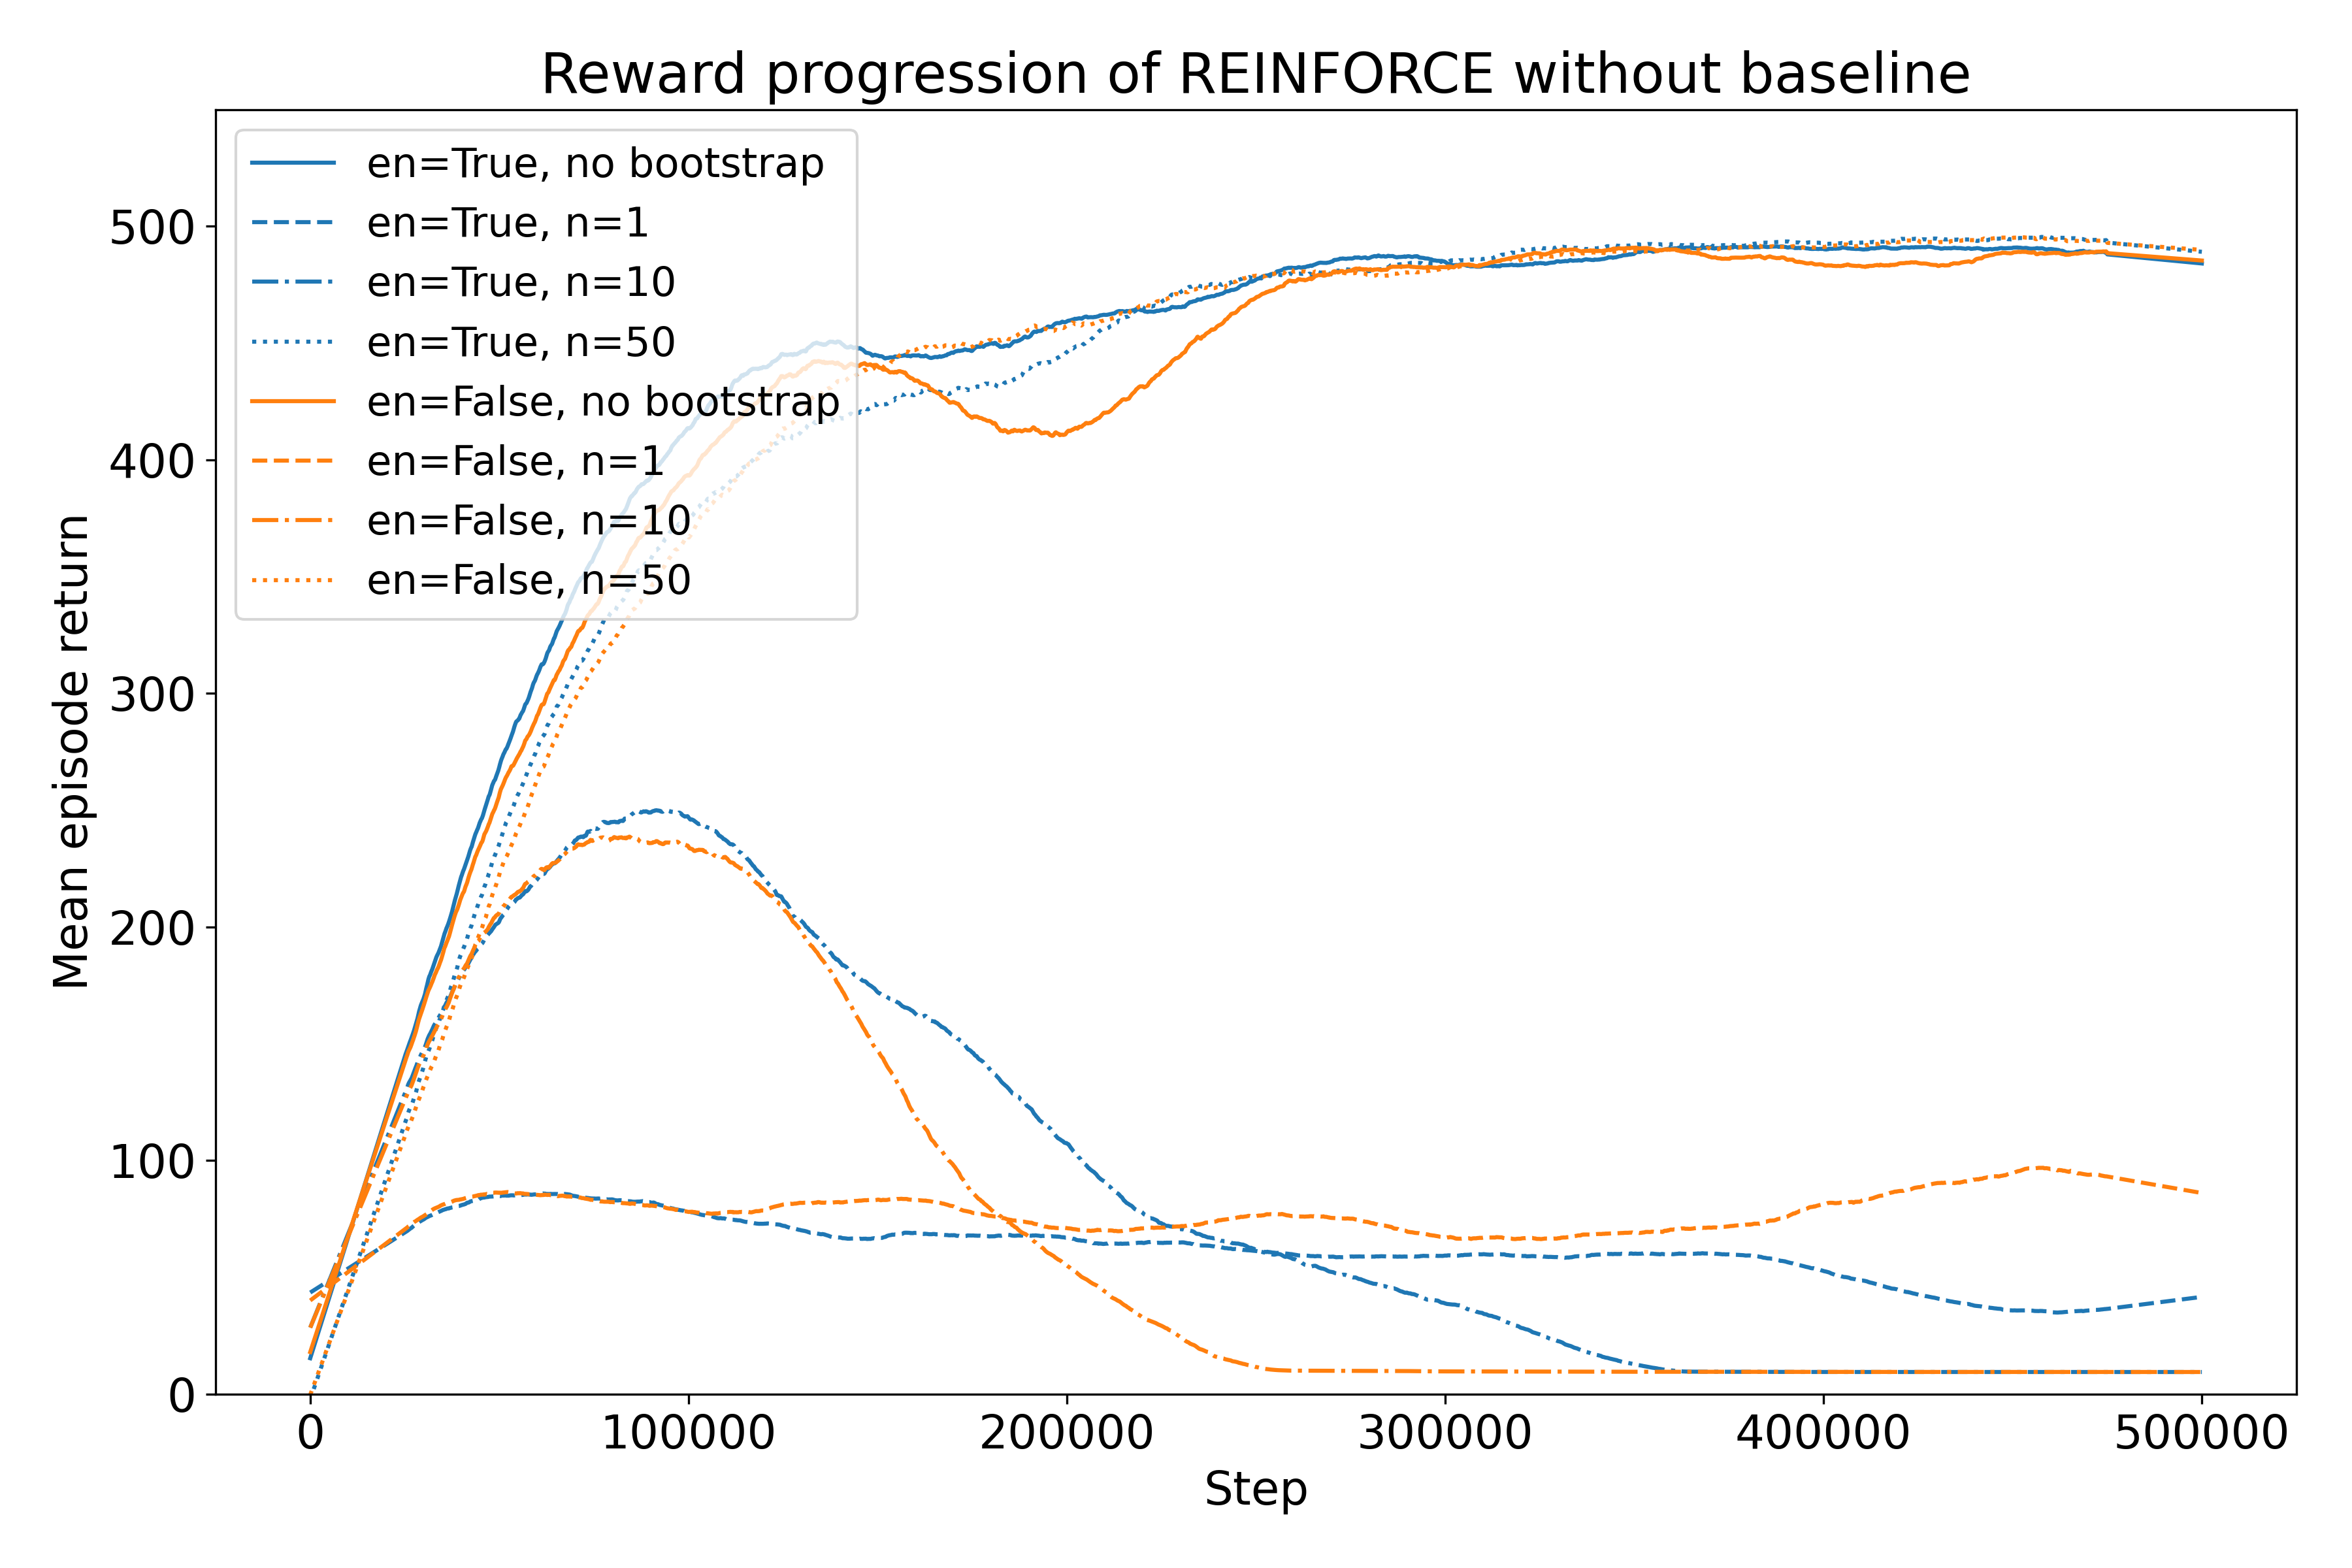 Reward progression of REINFORCE without baseline
en=True, no bootstrap
en=True, n=1
en=True, n=10
en=True, n=50
en=False, no bootstrap
en=False, n=1
en=False, n=10
en=False, n=50
Mean episode return
500
400
300
200
100
0
0 100000 200000 300000 400000 500000
Step